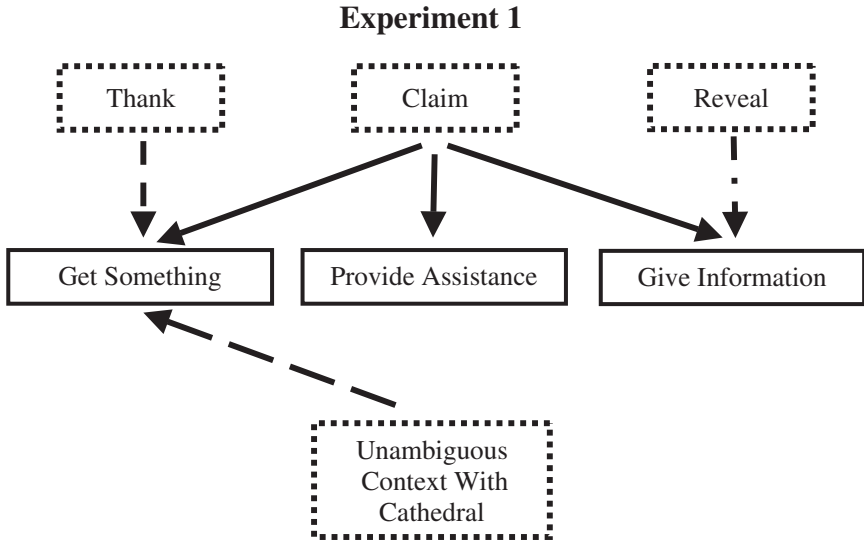 Experiment 1
Thank
Claim
Reveal
Get Something
Provide Assistance
Give Information
Unambiguous
Context With
Cathedral